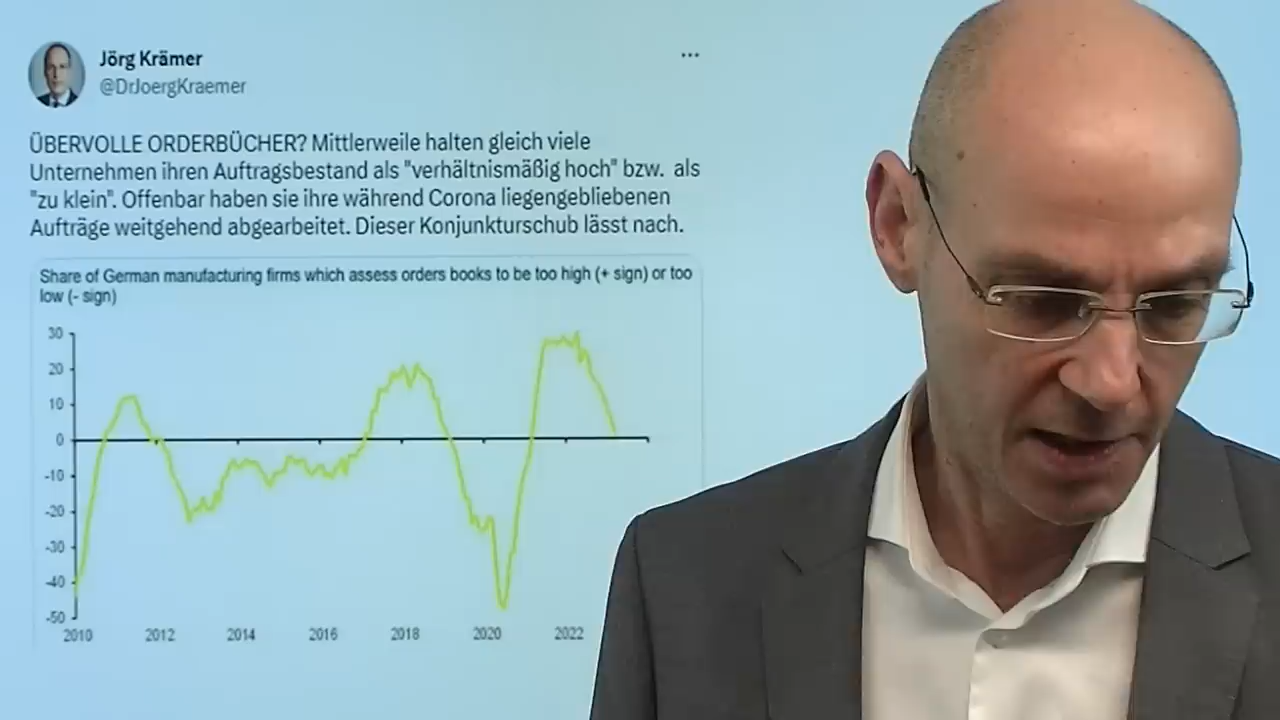 Jörg Krämer
@DrJoergKraemer
ÜBERVOLLE ORDERBÜCHER? Mittlerweile halten gleich viele
Unternehmen ihren Auftragsbestand als "verhältnismäßig hoch" bzw. als
"zu klein". Offenbar haben sie ihre während Corona liegengebliebenen
Aufträge weitgehend abgearbeitet. Dieser Konjunkturschub lässt nach.
Share of German manufacturing firms which assess orders books to be too high (+ sign) or too
low (- sign)
30
20
10
0
-10
-20
-30
-40
-50
2010 2012 2014 2016 2018 2020 2022